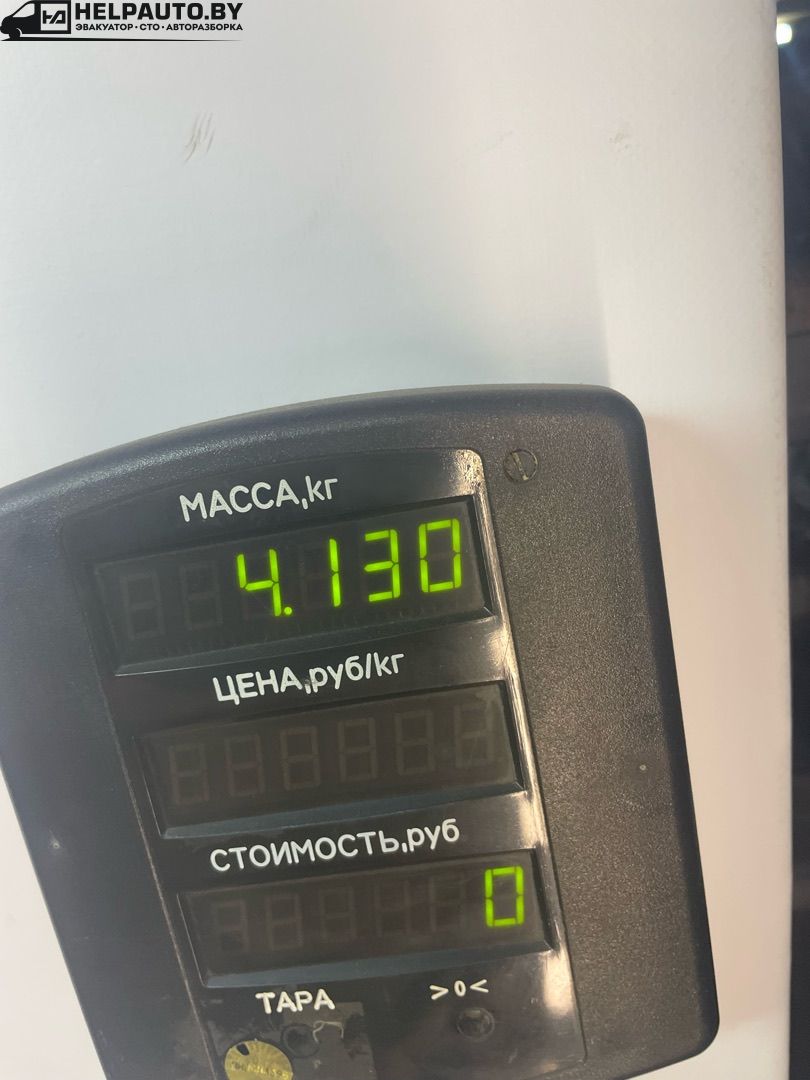 HELPAUTO.BY
ЭВАКУАТОР·СТО·АВТОРАЗБОРКА
МАССА,кг
4.130
ЦЕНА,руб/кг
СТОИМОСТЬ,руб
0
ТАРА >0<